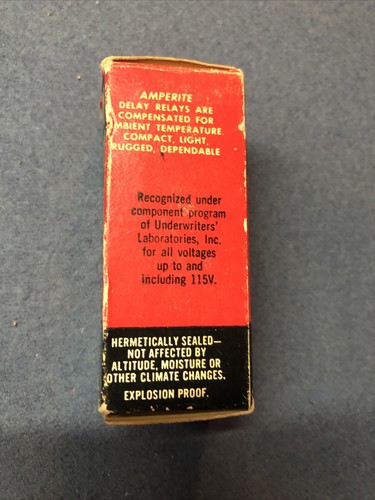 AMPERITE
DELAY RELAYS ARE
COMPENSATED FOR
AMBIENT TEMPERATURE.
COMPACT, LIGHT,
RUGGED, DEPENDABLE
Recognized under
component program
of Underwriters'
Laboratories, Inc.
for all voltages
up to and
including 115V.
HERMETICALLY SEALED—
NOT AFFECTED BY
ALTITUDE, MOISTURE OR
OTHER CLIMATE CHANGES.
EXPLOSION PROOF.